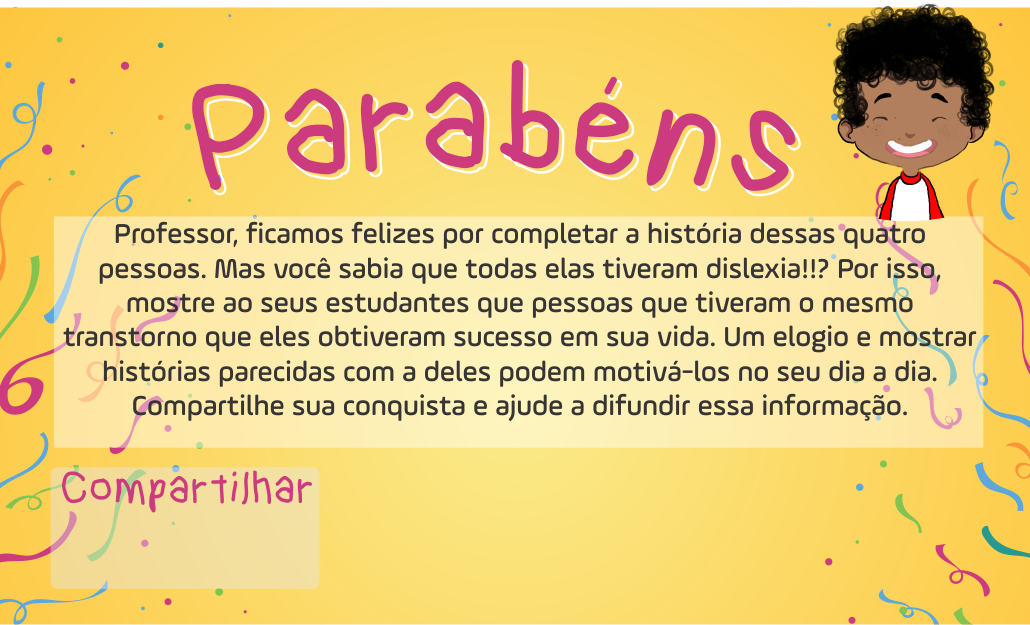 Parabéns
Professor, ficamos felizes por completar a história dessas quatro
pessoas. Mas você sabia que todas elas tiveram dislexia!!? Por isso,
mostre ao seus estudantes que pessoas que tiveram o mesmo
transtorno que eles obtiveram sucesso em sua vida. Um elogio e mostrar
histórias parecidas com a deles podem motivá-los no seu dia a dia.
Compartilhe sua conquista e ajude a difundir essa informação.
Compartilhar